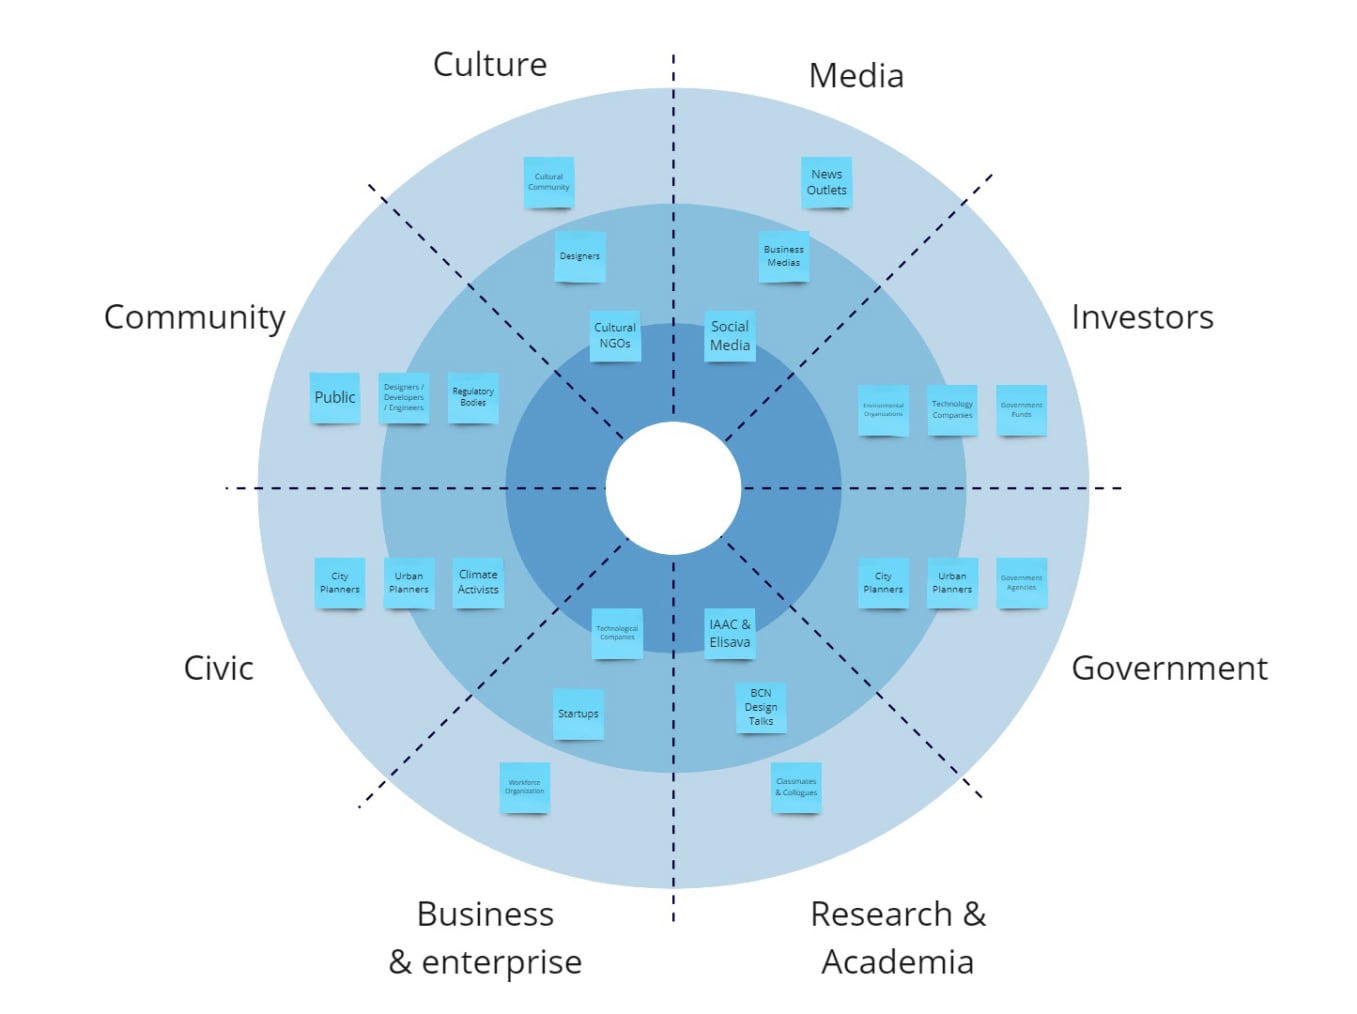 Culture
Media
Cultural
Community
News
Outlets
Designers
Business
Medias
Community
Investors
Cultural
NGOs
Social
Media
Public
Designers /
Developers
/ Engineers
Regulatory
Bodies
Environmental
Organizations
Technology
Companies
Government
Funds
City
Planners
Urban
Planners
Climate
Activists
City
Planners
Urban
Planners
Government
Agencies
Civic
Government
Technological
Companies
IAAC &
Elisava
Startups
BCN
Design
Talks
Workforce
Organization
Classmates
& Collogues
Business
& enterprise
Research &
Academia